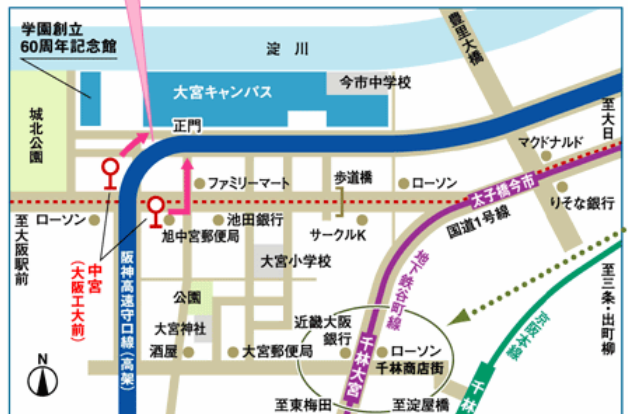 学園創立
60周年記念館
淀 川
豊里大橋
大宮キャンパス
今市中学校
正門
城北公園
至大日
マクドナルド
ファミリーマート
歩道橋
ローソン
太子橋今市
国道1号線
りそな銀行
ローソン
旭中宮郵便局
池田銀行
サークルK
至大阪駅前
中宮
(大阪工大前)
阪神高速守口線(高架)
大宮小学校
地下鉄谷町線
至三条・出町柳
京阪本線
公園
大宮神社
近畿大阪
銀行
酒屋
大宮郵便局
ローソン
千林商店街
千林大宮
千林
N
至東梅田
至淀屋橋